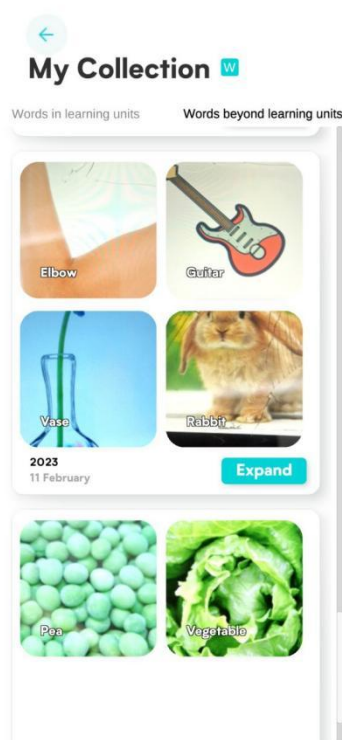 My Collection W
Words in learning units Words beyond learning units
Elbow Guitar
Vase Rabbit
2023
11 February
Expand
Pea Vegetable